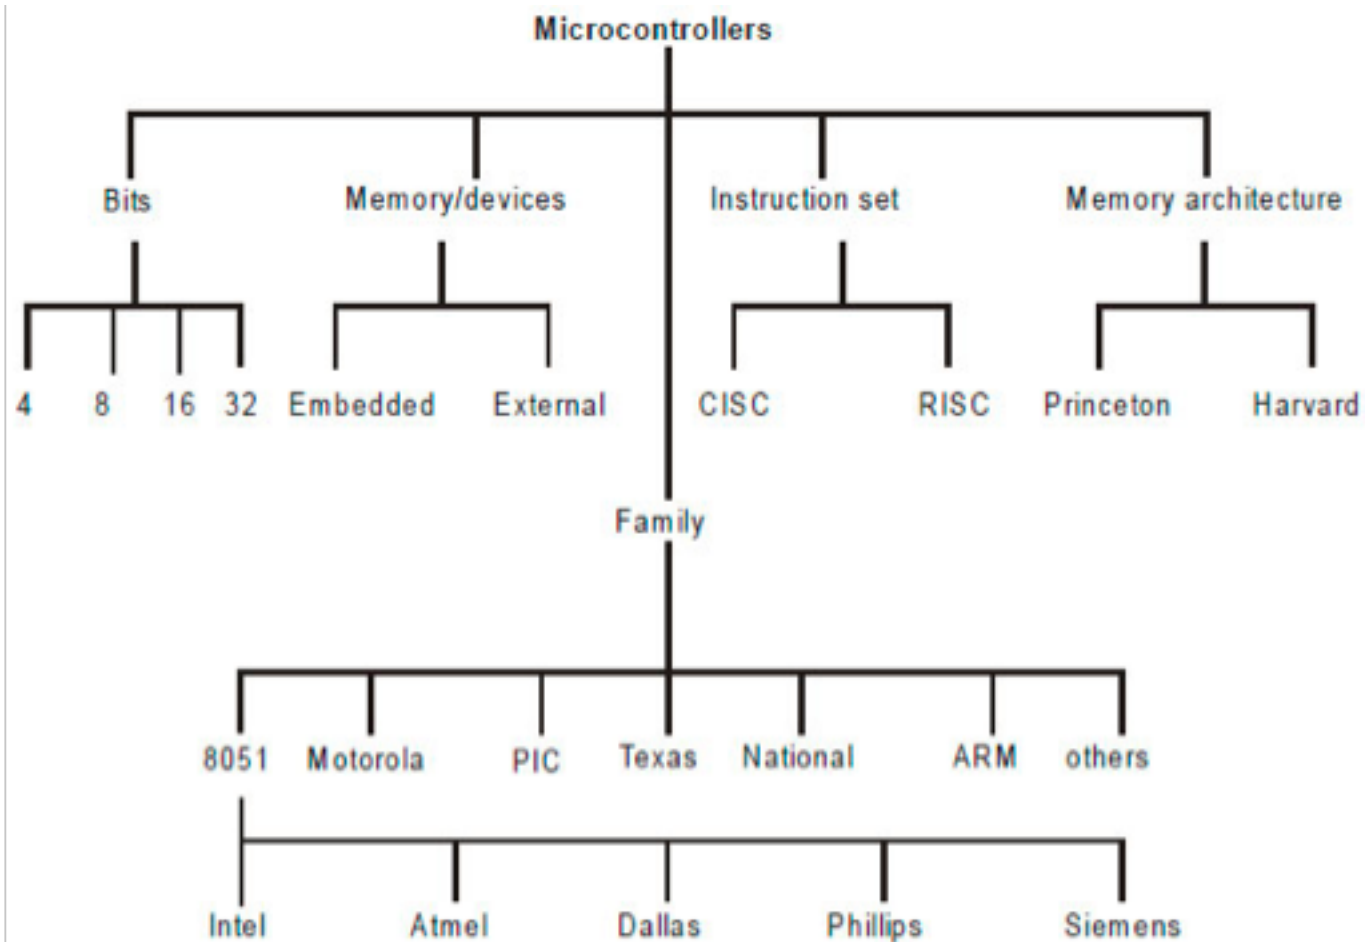 Microcontrollers
Bits Memory/devices Instruction set Memory architecture
4 8 16 32 Embedded External CISC RISC Princeton Harvard
Family
8051 Motorola PIC Texas National ARM others
Intel Atmel Dallas Phillips Siemens